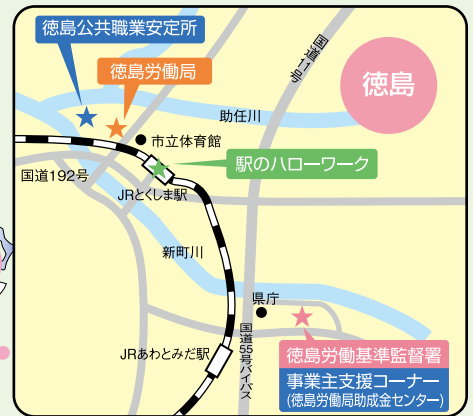 徳島公共職業安定所
徳島労働局
国道11号
徳島
助任川
市立体育館
駅のハローワーク
国道192号
JRとくしま駅
新町川
県庁
国道55号バイパス
JRあわとみだ駅
徳島労働基準監督署
事業主支援コーナー
(徳島労働局助成金センター)